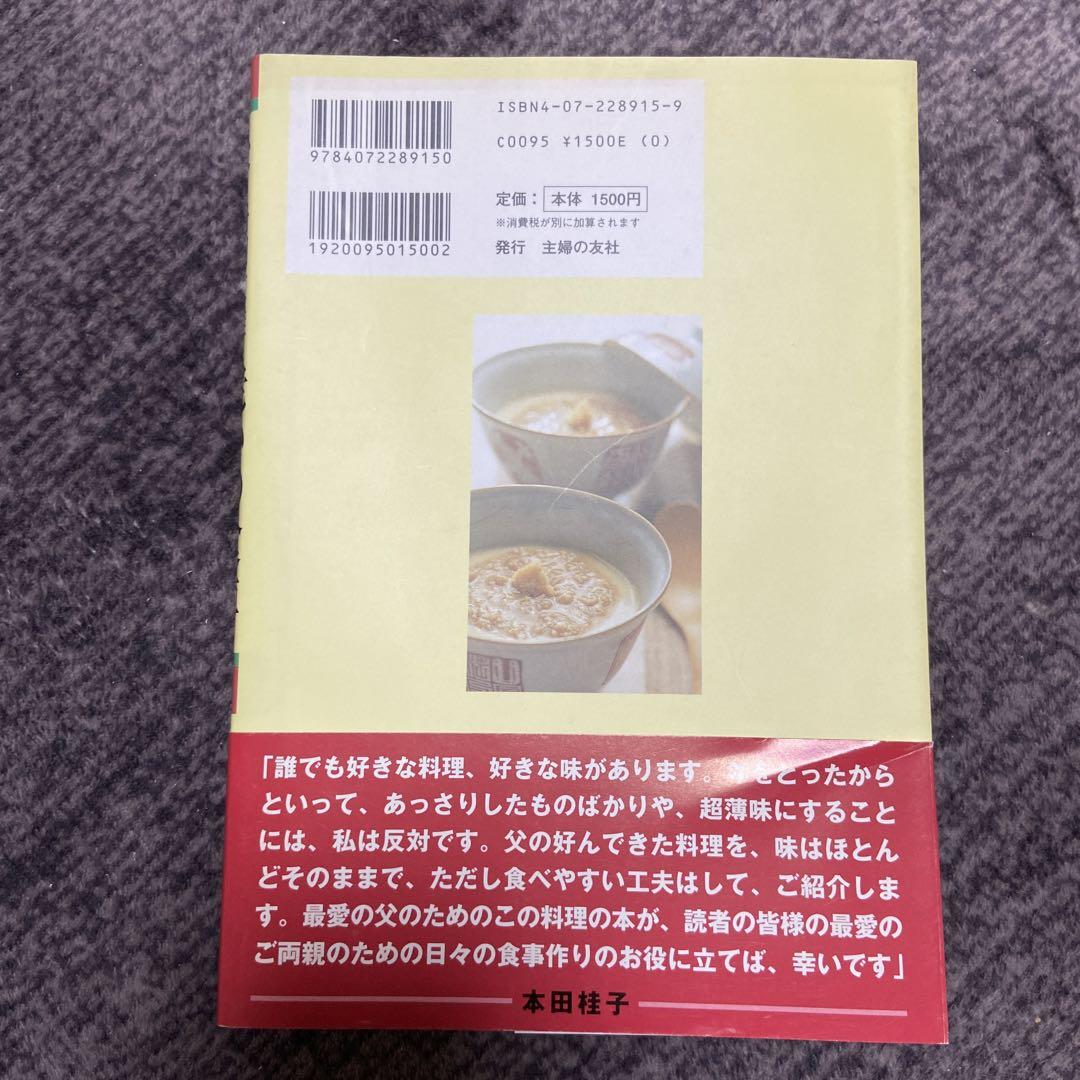 ISBN4-07-228915-9
C0095 ¥1500E (0)
9784072289150
定価：本体 1500円
※消費税が別に加算されます
発行 主婦の友社
1920095015002
「誰でも好きな料理、好きな味があります。をとったから
といって、あっさりしたものばかりや、超薄味にすること
には、私は反対です。父の好んできた料理を、味はほとん
どそのままで、ただし食べやすい工夫はして、ご紹介しま
す。最愛の父のためのこの料理の本が、読者の皆様の最愛の
ご両親のための日々の食事作りのお役に立てば、幸いです」
本田桂子